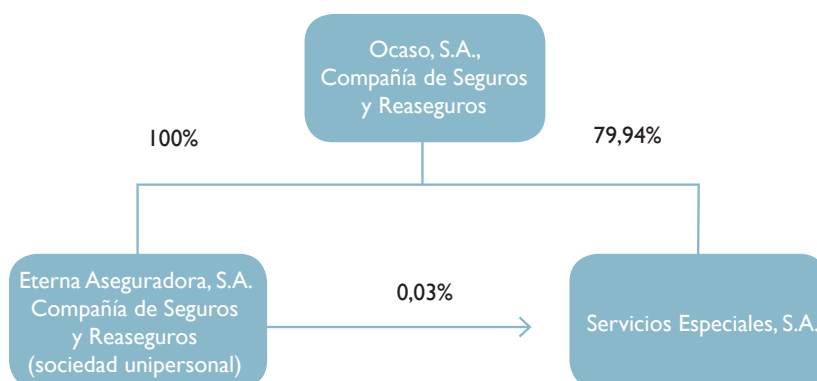 Ocaso, S.A.,
Compañía de Seguros
y Reaseguros
100%
79,94%
Eterna Aseguradora, S.A.
Compañía de Seguros
y Reaseguros
(sociedad unipersonal)
0,03%
Servicios Especiales, S.A.